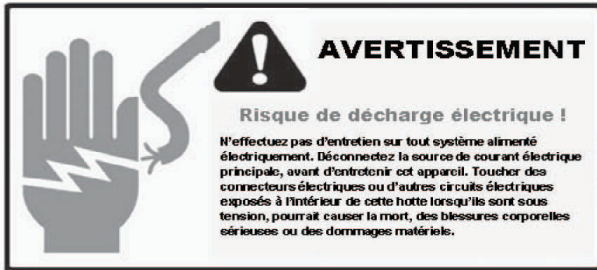 AVERTISSEMENT
Risque de décharge électrique !
N'effectuez pas d'entretien sur tout système alimenté
électriquement. Déconnectez la source de courant électrique
principale, avant d'entretenir cet appareil. Toucher des
connecteurs électriques ou d'autres circuits électriques
exposés à l'intérieur de cette hotte lorsqu'ils sont sous
tension, pourrait causer la mort, des blessures corporelles
sérieuses ou des dommages matériels.